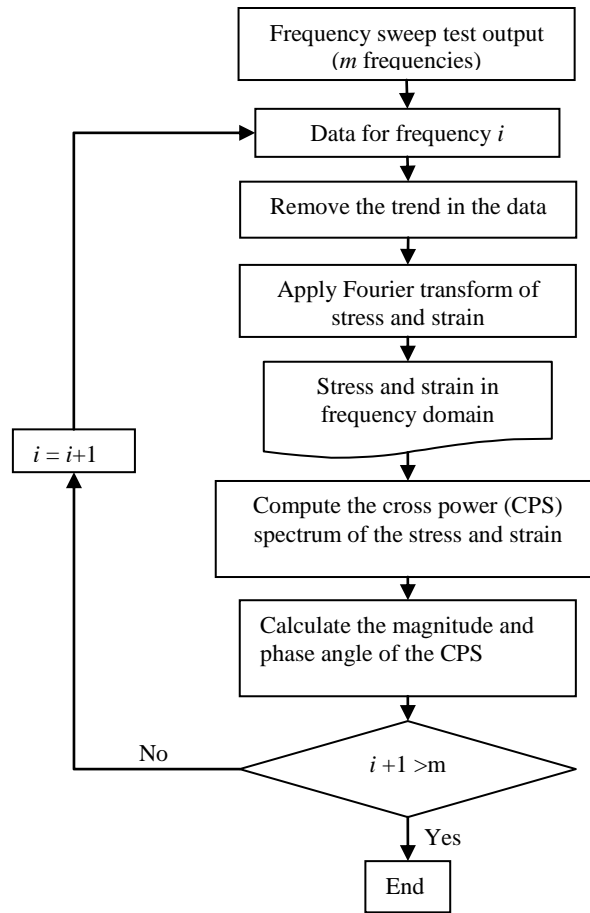 Frequency sweep test output
(m frequencies)
Data for frequency i
Remove the trend in the data
Apply Fourier transform of
stress and strain
Stress and strain in
frequency domain
i = i+1
Compute the cross power (CPS)
spectrum of the stress and strain
Calculate the magnitude and
phase angle of the CPS
No
i +1 >m
Yes
End